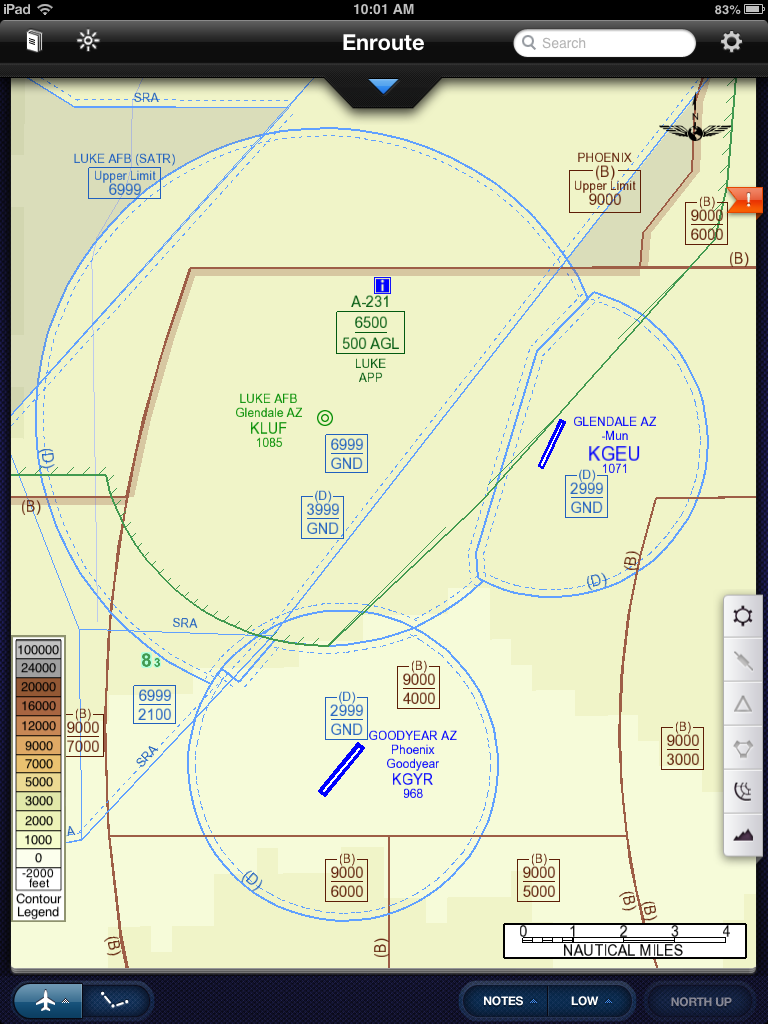 iPad
10:01 AM
83%
Enroute
Search
SRA
LUKE AFB (SATR)
Upper Limit
6999
PHOENIX
(B)
Upper Limit
9000
N
(B)
9000
6000
!
(B)
i
A-231
6500
500 AGL
LUKE
APP
LUKE AFB
Glendale AZ
KLUF
1085
6999
GND
GLENDALE AZ
-Mun
KGEU
1071
(D)
2999
GND
(D)
(D)
3999
GND
(B)
(B)
(D)
SRA
83
6999
2100
(B)
9000
7000
SRA
A
(B)
9000
4000
(D)
2999
GND
GOODYEAR AZ
Phoenix
Goodyear
KGYR
968
(B)
9000
3000
(D)
(B)
9000
6000
(B)
9000
5000
(B)
(B)
(B)
(B)
100000
24000
20000
16000
12000
9000
7000
5000
3000
2000
1000
0
-2000
feet
Contour
Legend
0 1 2 3 4
NAUTICAL MILES
NOTES
LOW
NORTH UP